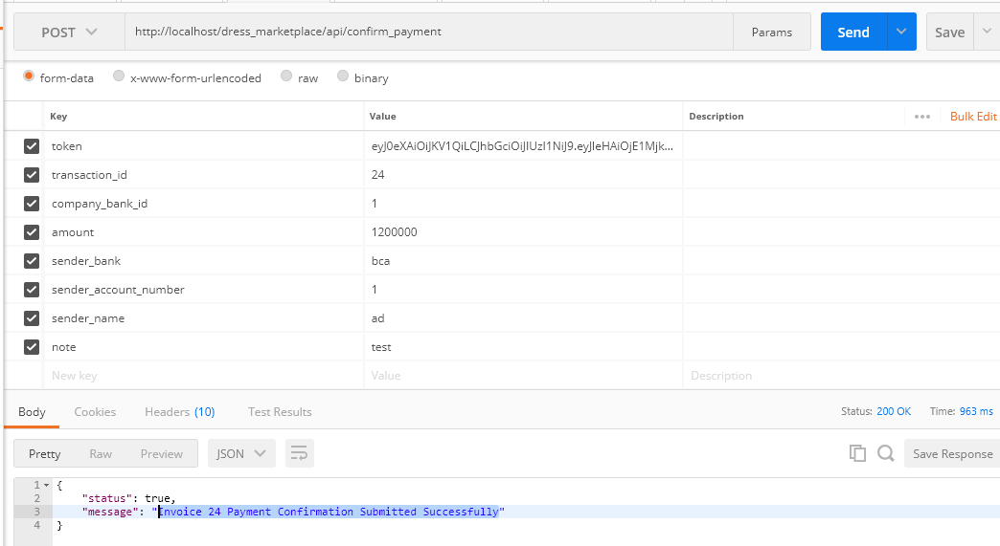 POST http://localhost/dress_marketplace/api/confirm_payment Params Send Save
form-data x-www-form-urlencoded raw binary
Key Value Description ••• Bulk Edit
token eyJ0eXAiOiJKV1QiLCJhbGciOiJIUzI1NiJ9.eyJleHAiOjE1Mjk...
transaction_id 24
company_bank_id 1
amount 1200000
sender_bank bca
sender_account_number 1
sender_name ad
note test
New key Value Description
Body Cookies Headers (10) Test Results Status: 200 OK Time: 963 ms
Pretty Raw Preview JSON Save Response
1 {
2 "status": true,
3 "message": "Invoice 24 Payment Confirmation Submitted Successfully"
4 }